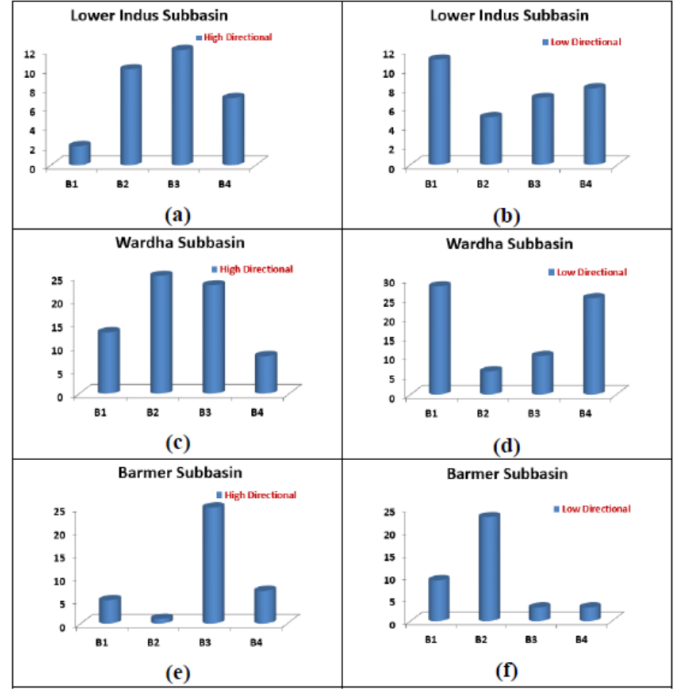 Lower Indus Subbasin
High Directional
12
10
8
6
4
2
0
B1 B2 B3 B4
(a)
Lower Indus Subbasin
Low Directional
12
10
8
6
4
2
0
B1 B2 B3 B4
(b)
Wardha Subbasin
High Directional
25
20
15
10
5
0
B1 B2 B3 B4
(c)
Wardha Subbasin
Low Directional
30
25
20
15
10
5
0
B1 B2 B3 B4
(d)
Barmer Subbasin
High Directional
25
20
15
10
5
0
B1 B2 B3 B4
(e)
Barmer Subbasin
Low Directional
25
20
15
10
5
0
B1 B2 B3 B4
(f)